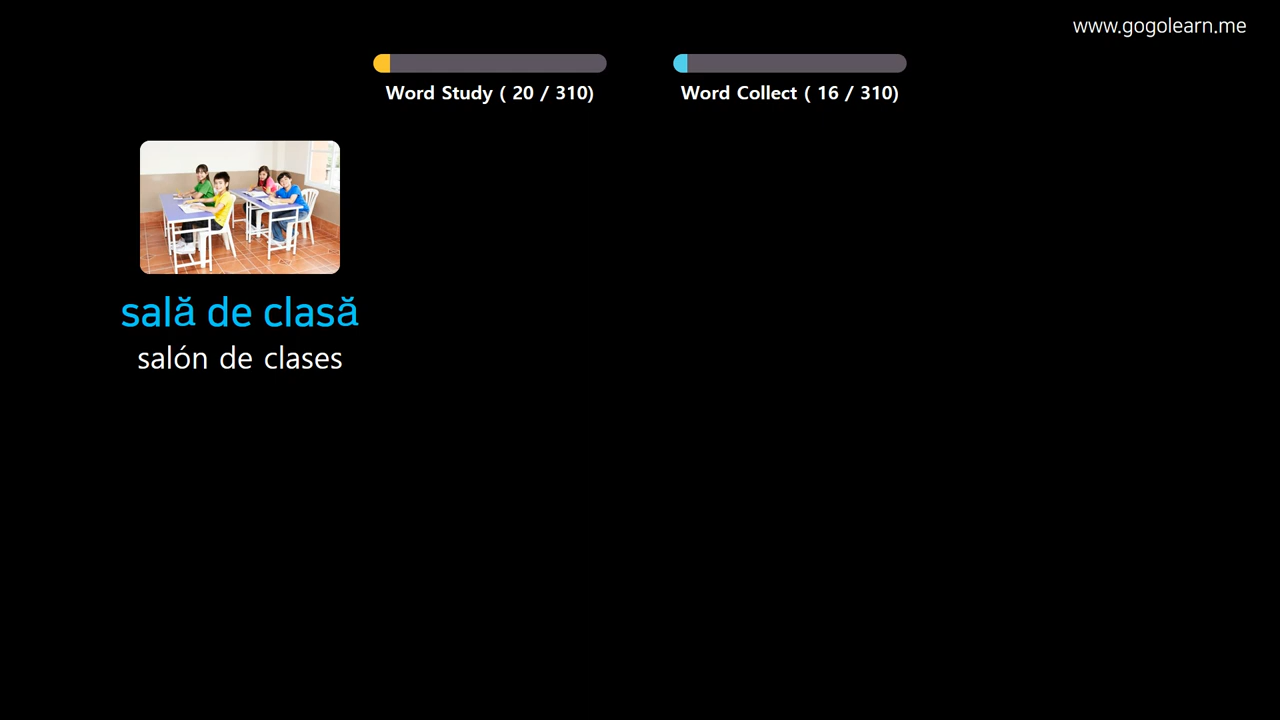 www.gogolearn.me
Word Study ( 20 / 310)
Word Collect ( 16 / 310)
sală de clasă
salón de clases